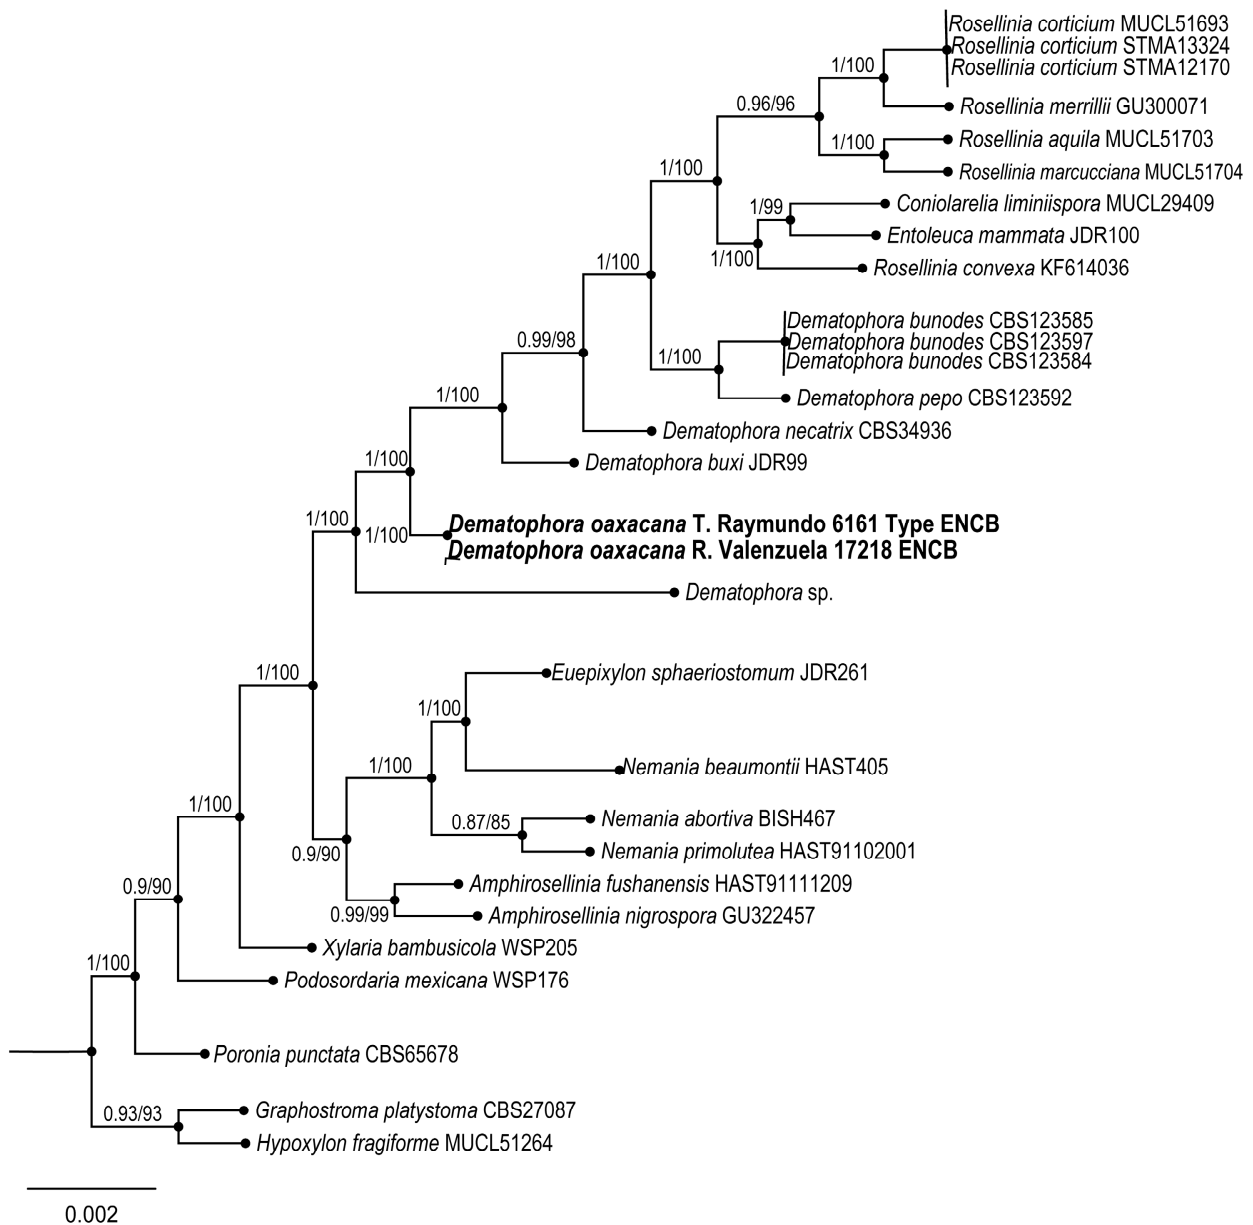 Rosellinia corticium MUCL51693
Rosellinia corticium STMA13324
Rosellinia corticium STMA12170
1/100
0.96/96
Rosellinia merrillii GU300071
1/100
Rosellinia aquila MUCL51703
Rosellinia marcucciana MUCL51704
1/100
1/99
Coniolarelia liminiispora MUCL29409
Entoleuca mammata JDR100
1/100
Rosellinia convexa KF614036
1/100
Dematophora bunodes CBS123585
Dematophora bunodes CBS123597
Dematophora bunodes CBS123584
0.99/98
1/100
Dematophora pepo CBS123592
1/100
Dematophora necatrix CBS34936
1/100
Dematophora buxi JDR99
1/100
1/100
Dematophora oaxacana T. Raymundo 6161 Type ENCB
Dematophora oaxacana R. Valenzuela 17218 ENCB
Dematophora sp.
1/100
Euepixylon sphaeriostomum JDR261
1/100
1/100
Nemania beaumontii HAST405
1/100
0.87/85
Nemania abortiva BISH467
0.9/90
Nemania primolutea HAST91102001
0.9/90
Amphirosellinia fushanensis HAST91111209
0.99/99
Amphirosellinia nigrospora GU322457
Xylaria bambusicola WSP205
1/100
Podosordaria mexicana WSP176
Poronia punctata CBS65678
0.93/93
Graphostroma platystoma CBS27087
Hypoxylon fragiforme MUCL51264
0.002